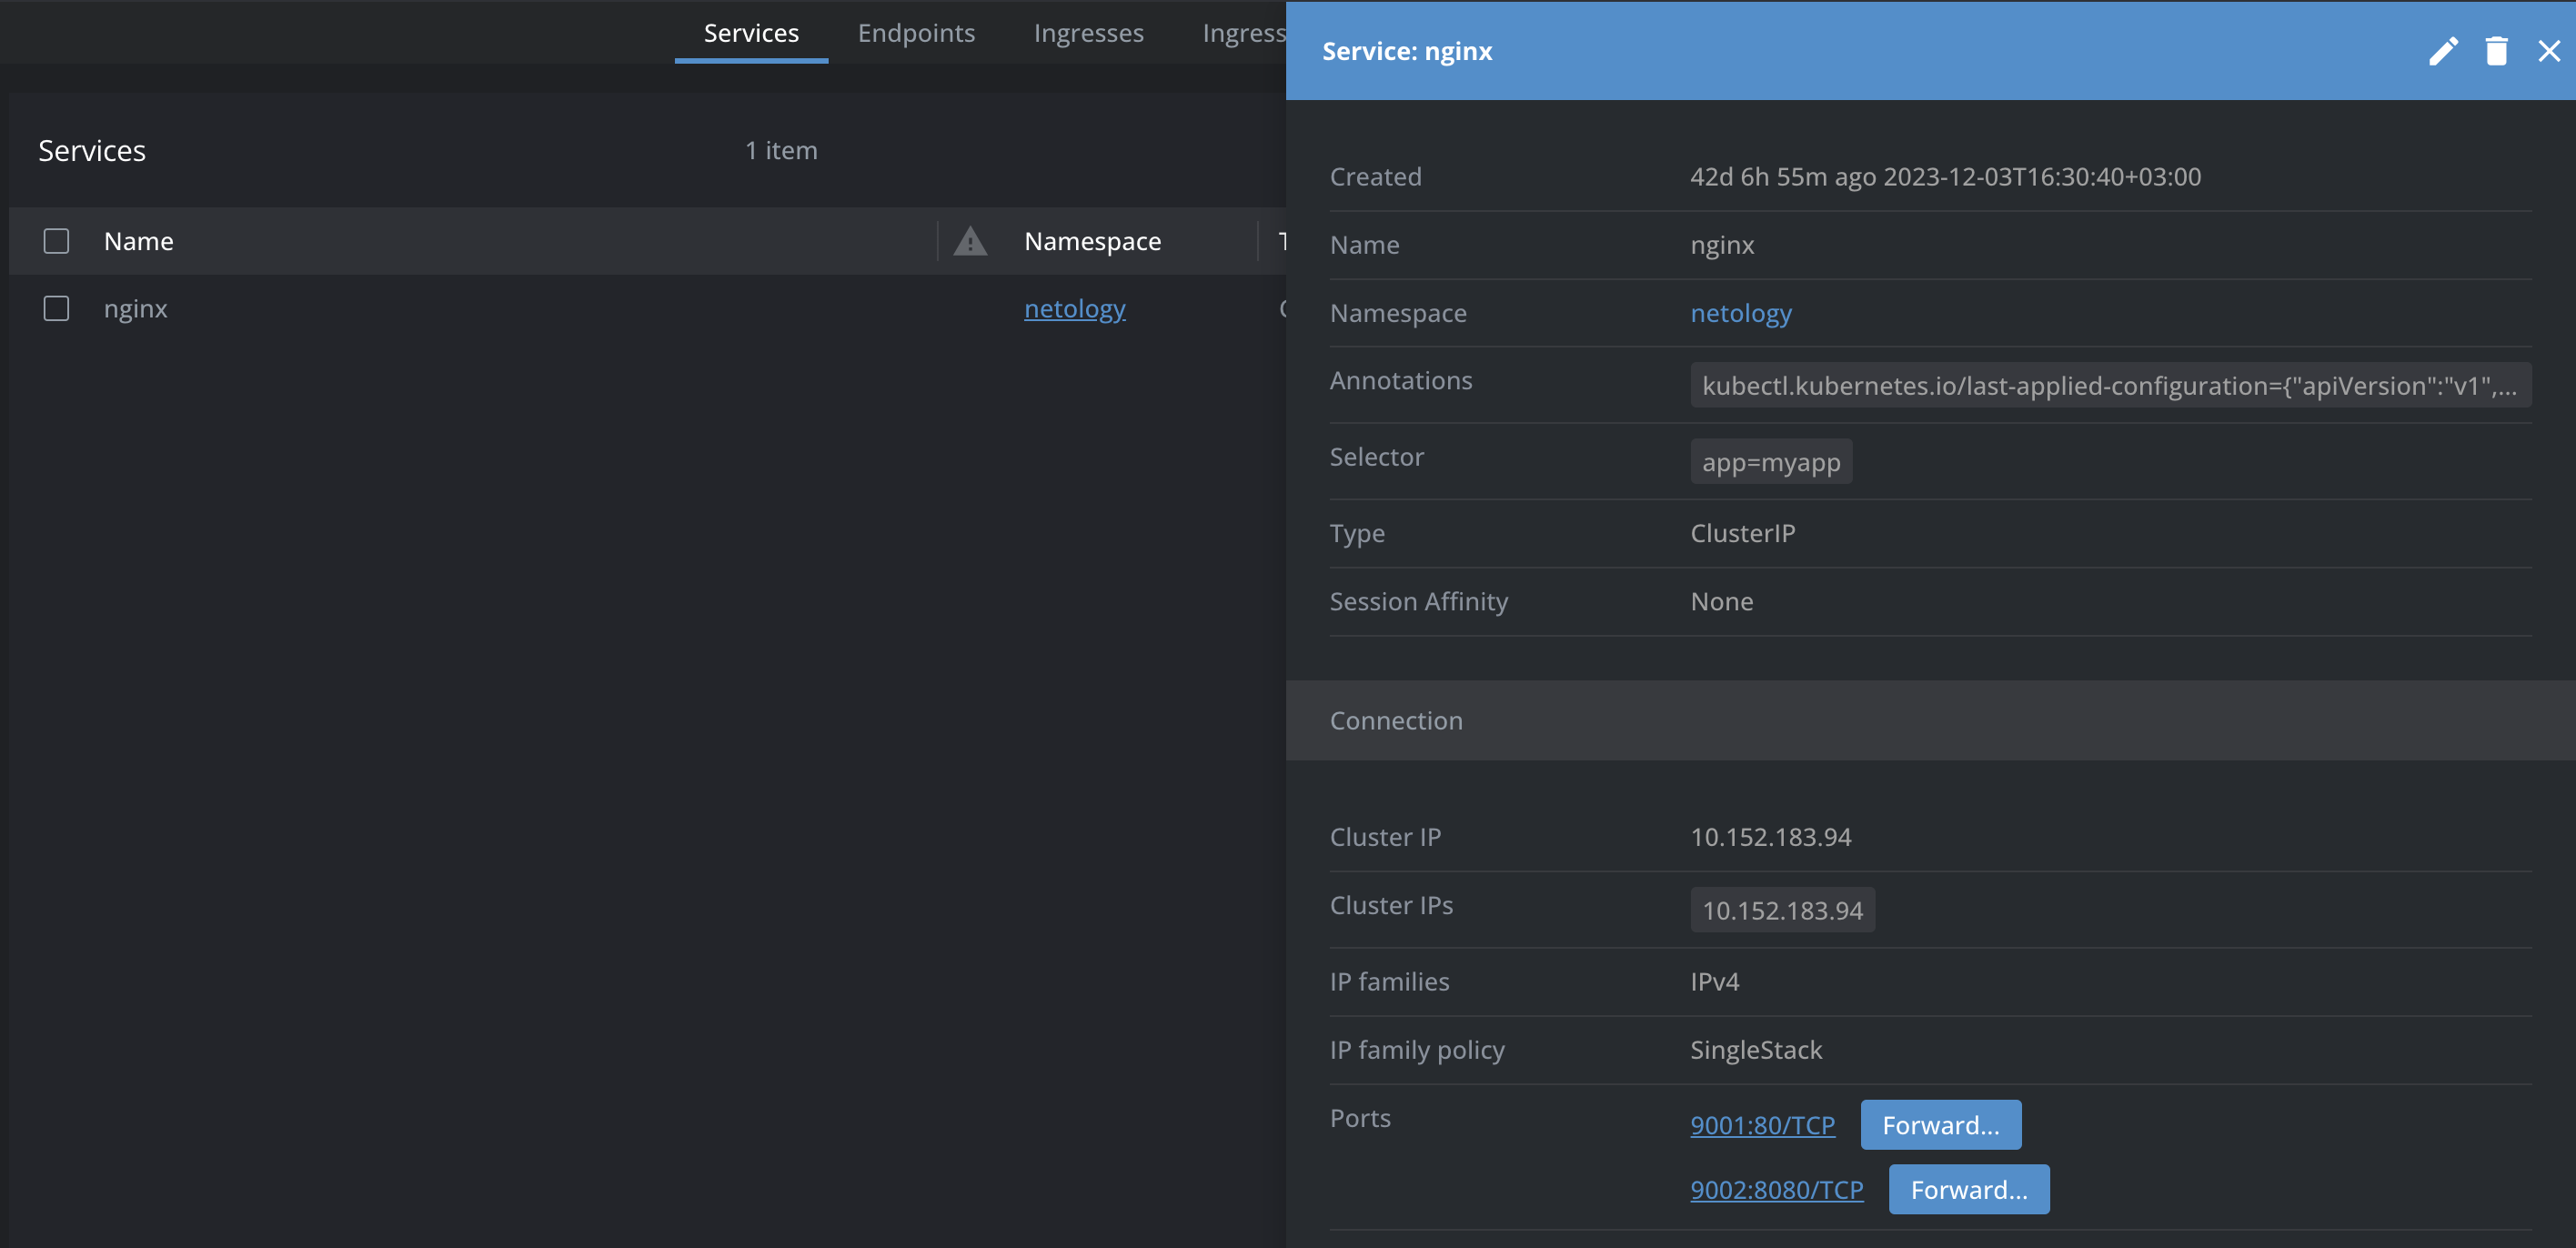 Services Endpoints Ingresses Ingress
Services 1 item
Name Namespace
nginx netology
Service: nginx
Created 42d 6h 55m ago 2023-12-03T16:30:40+03:00
Name nginx
Namespace netology
Annotations kubectl.kubernetes.io/last-applied-configuration={"apiVersion":"v1",...
Selector app=myapp
Type ClusterIP
Session Affinity None
Connection
Cluster IP 10.152.183.94
Cluster IPs 10.152.183.94
IP families IPv4
IP family policy SingleStack
Ports 9001:80/TCP Forward...
9002:8080/TCP Forward...